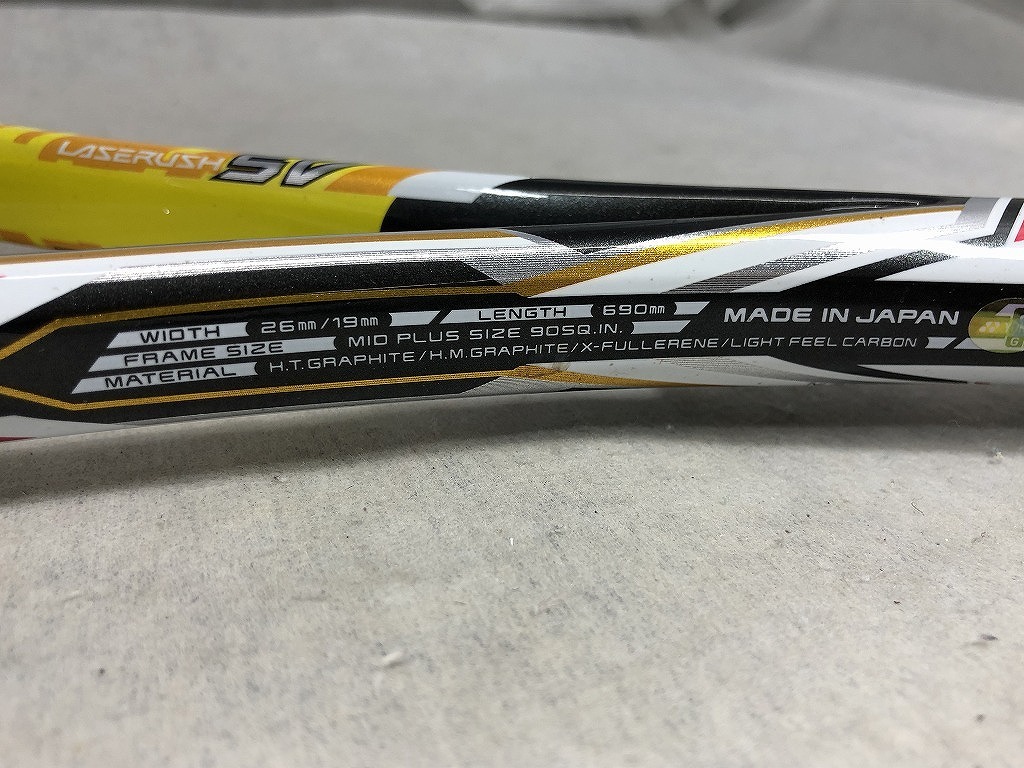 LASERUSH 5V
WIDTH 26mm/19mm LENGTH 690mm
FRAME SIZE MID PLUS SIZE 90SQ.IN.
MATERIAL H.T.GRAPHITE/H.M.GRAPHITE/X-FULLERENE/LIGHT FEEL CARBON
MADE IN JAPAN